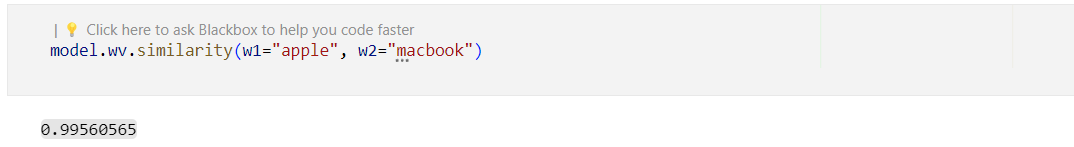 | 💡 Click here to ask Blackbox to help you code faster
model.wv.similarity(w1="apple", w2="macbook")
0.99560565